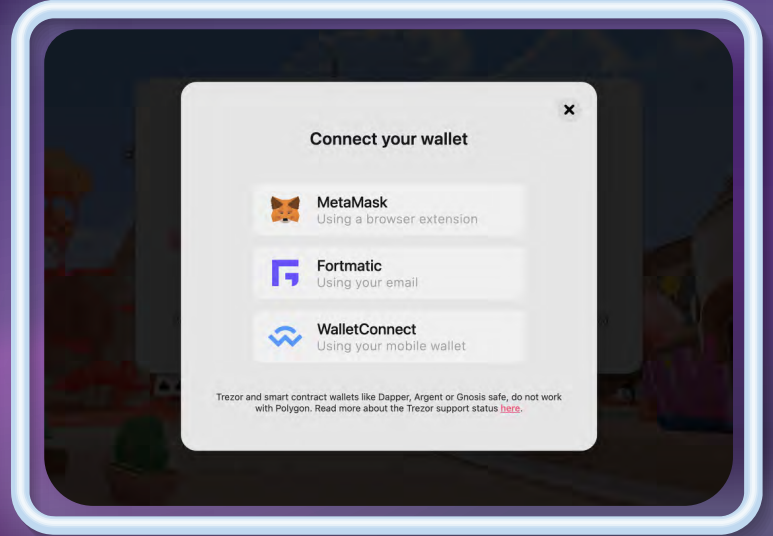 Connect your wallet
MetaMask
Using a browser extension
Fortmatic
Using your email
WalletConnect
Using your mobile wallet
Trezor and smart contract wallets like Dapper, Argent or Gnosis safe, do not work
with Polygon. Read more about the Trezor support status here.